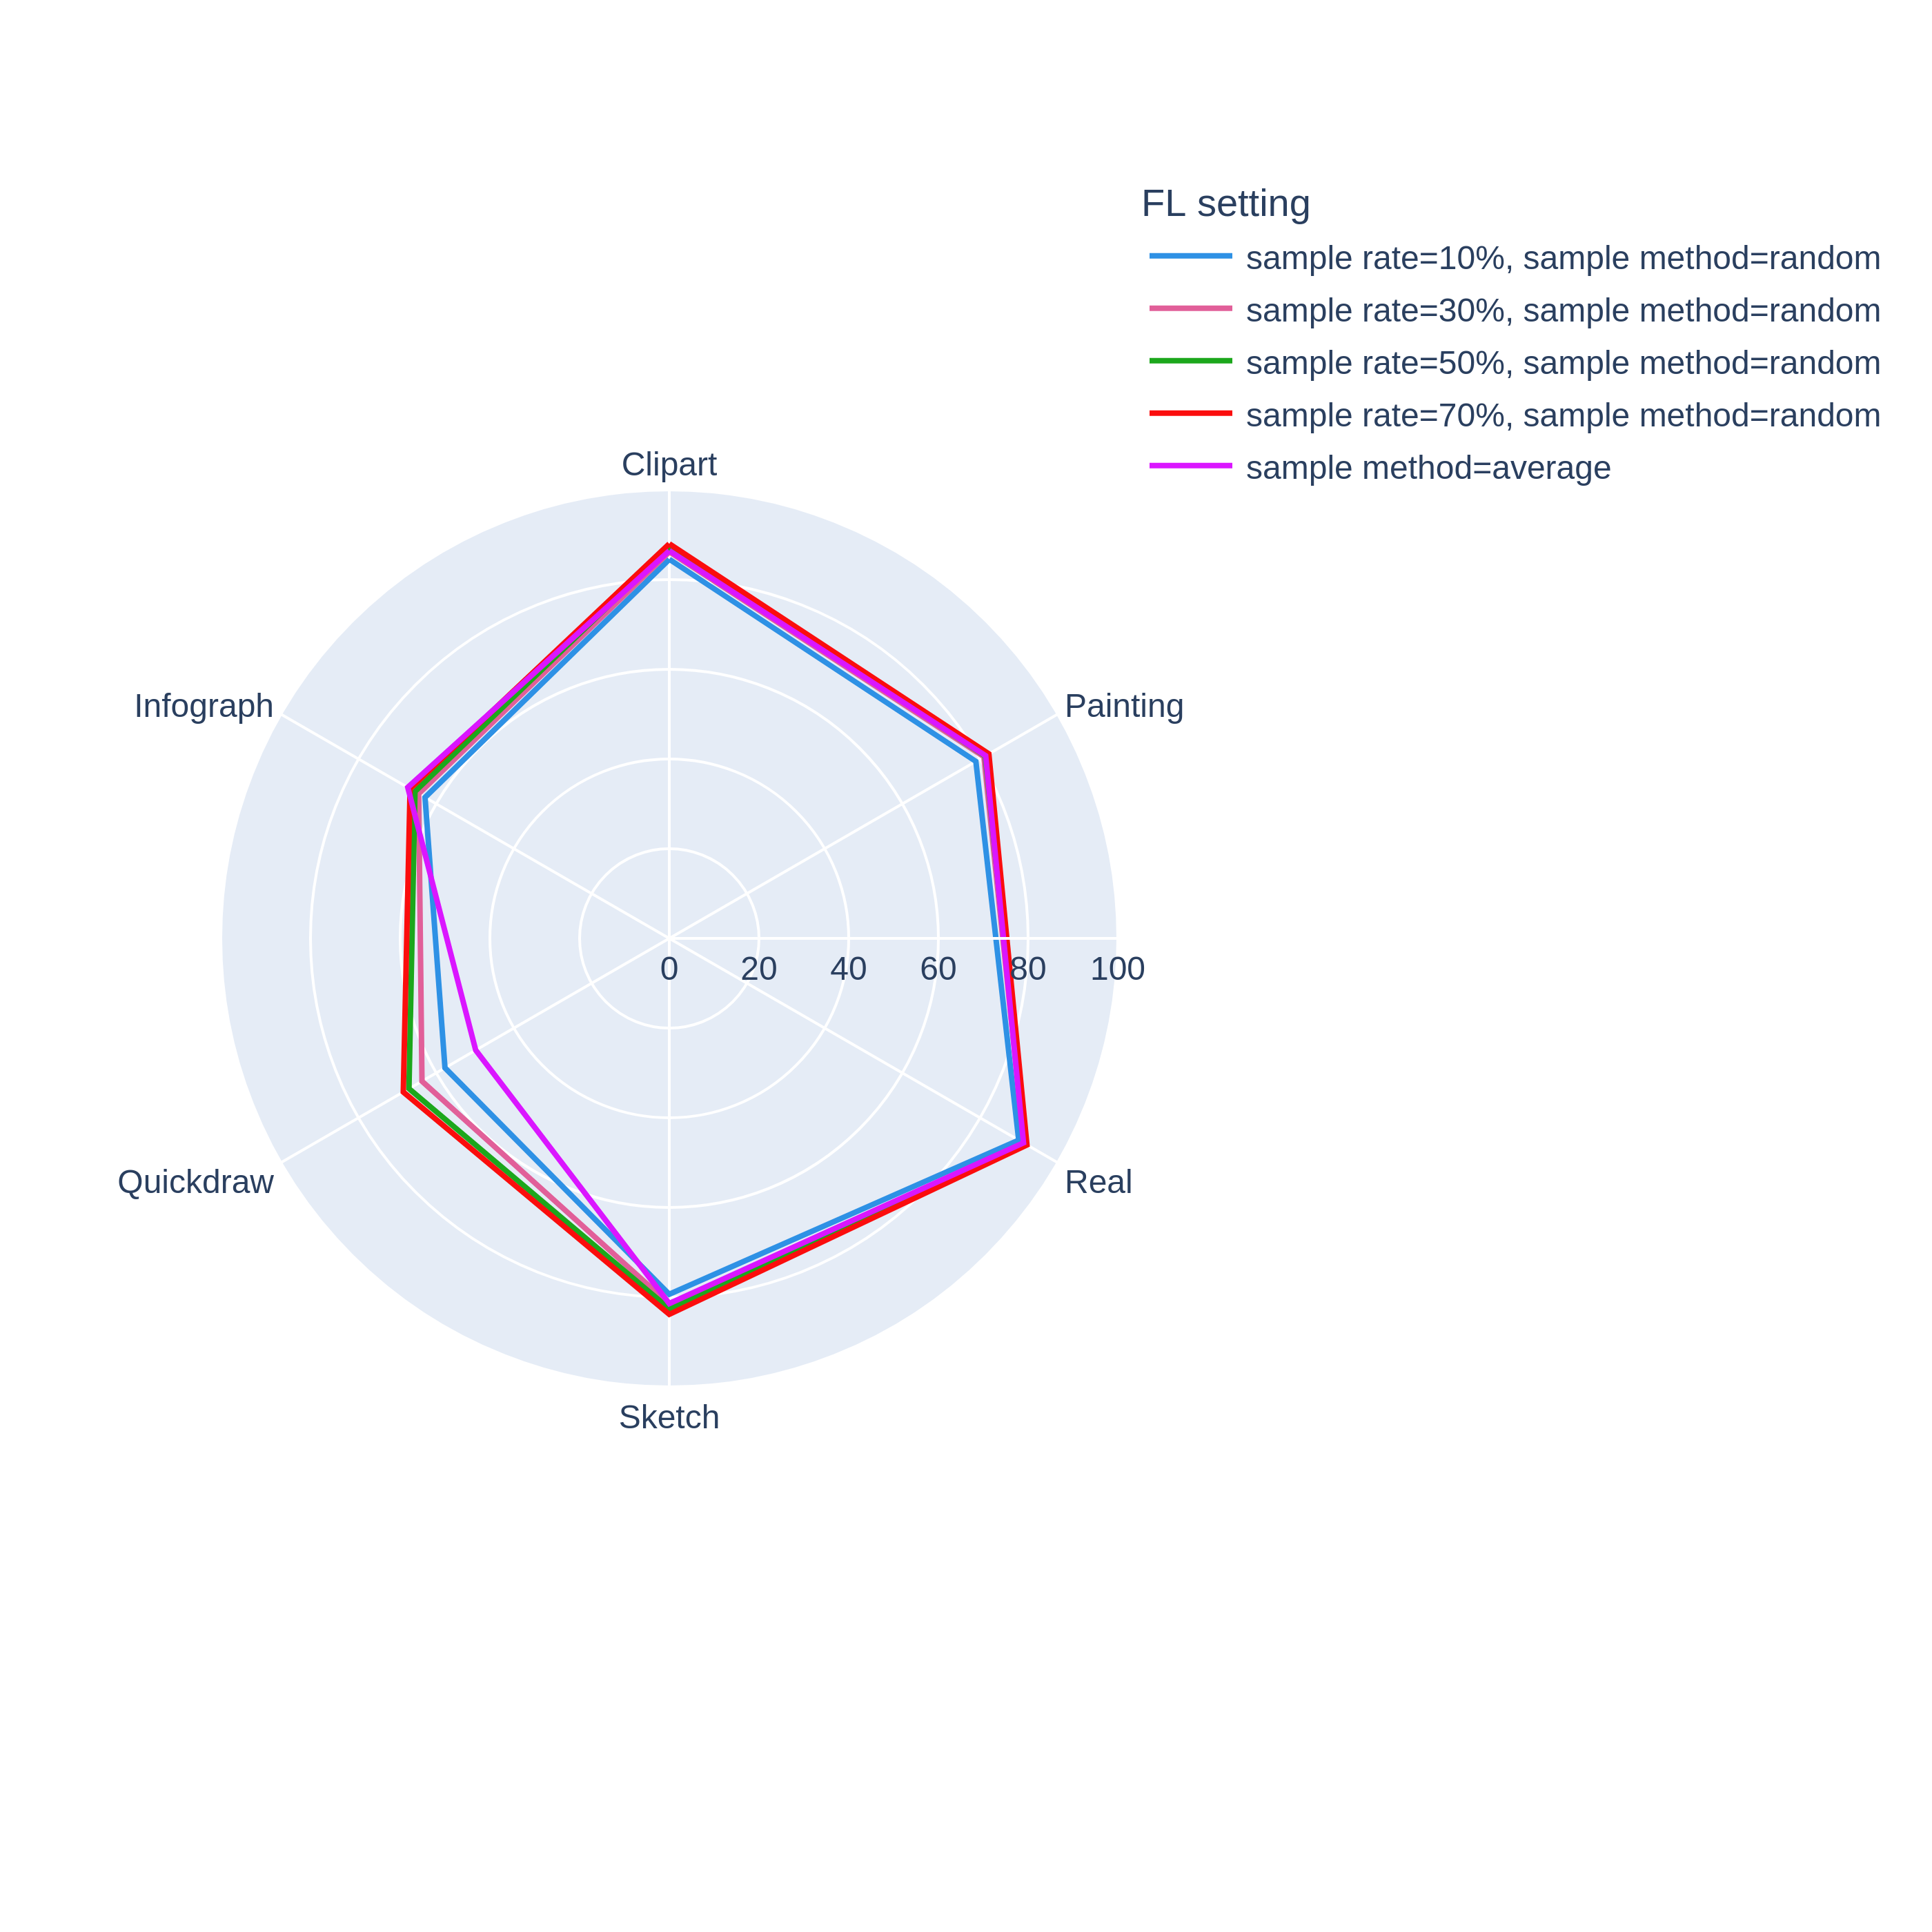 FL setting
sample rate=10%, sample method=random
sample rate=30%, sample method=random
sample rate=50%, sample method=random
sample rate=70%, sample method=random
sample method=average
Clipart
Infograph
Painting
0 20 40 60 80 100
Quickdraw
Real
Sketch